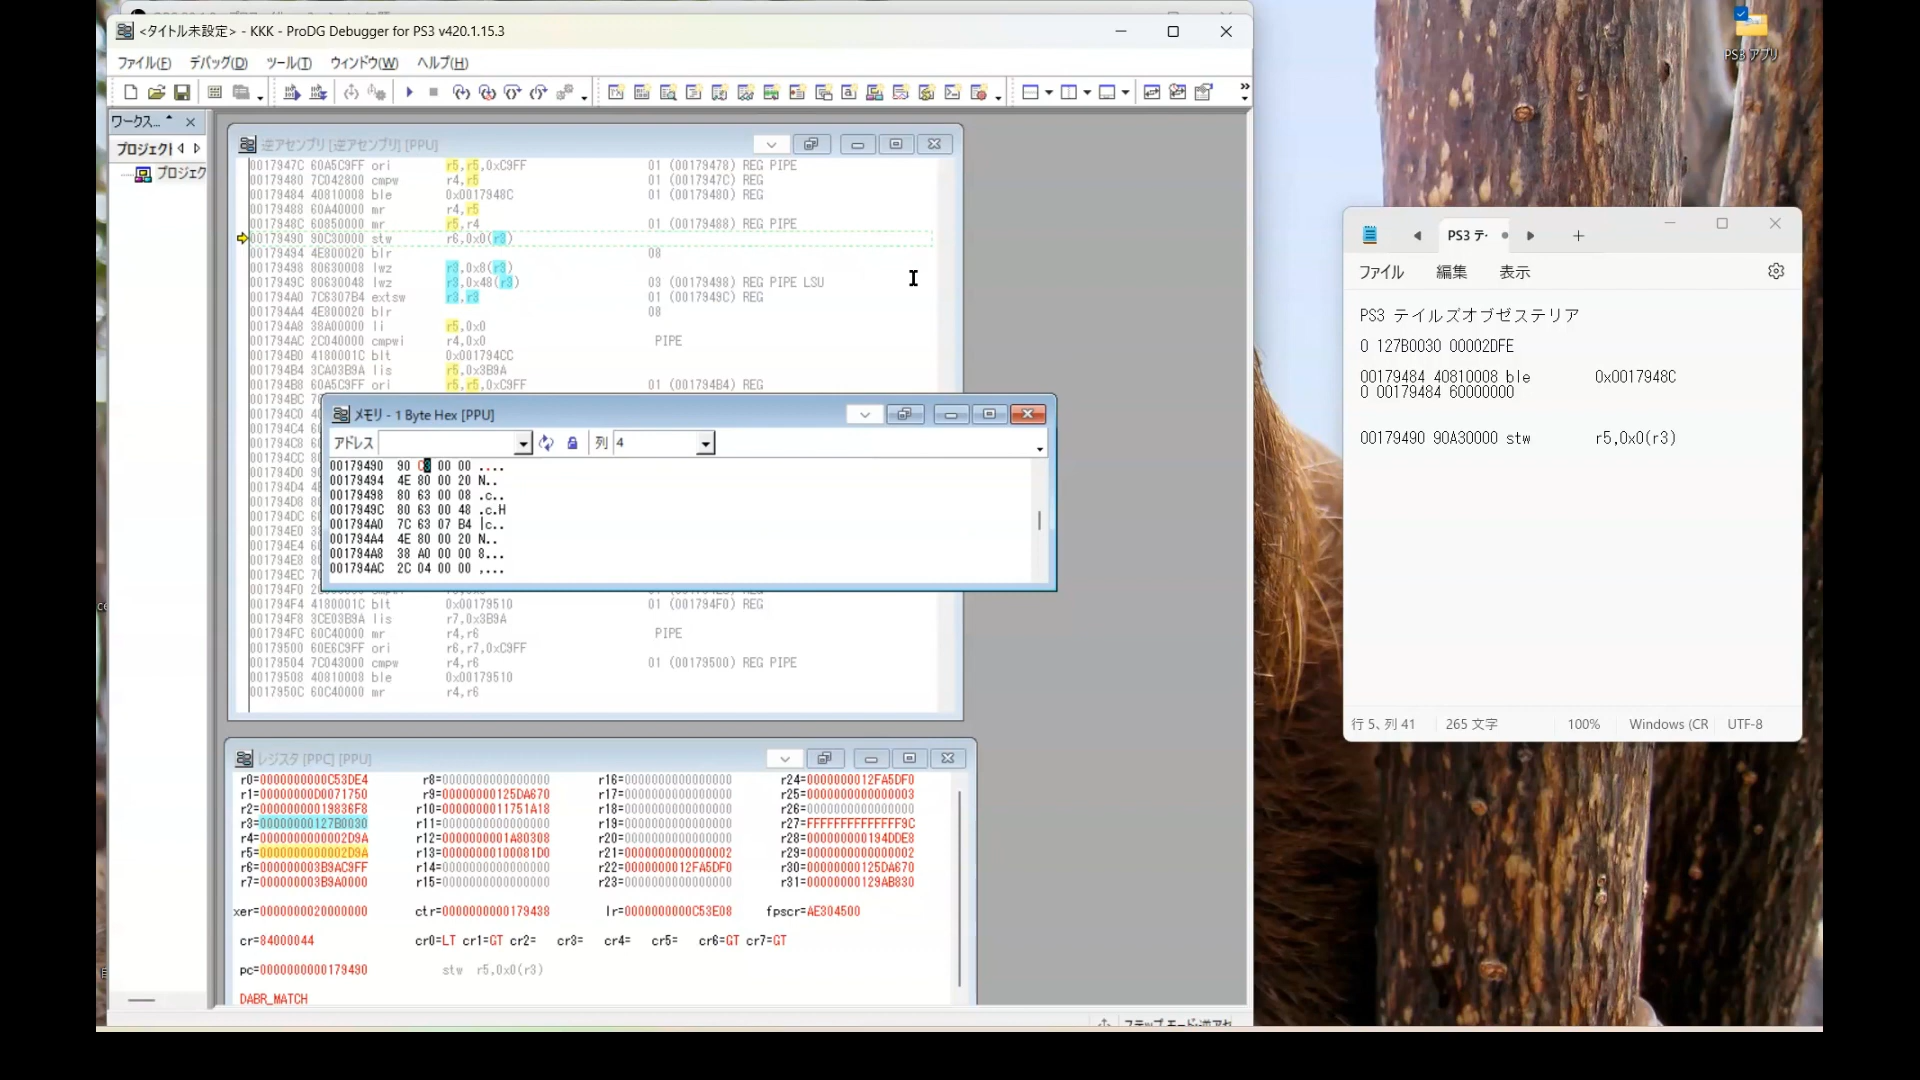 <タイトル未設定> - KKK - ProDG Debugger for PS3 v420.1.15.3
ファイル(F) デバッグ(D) ツール(T) ウィンドウ(W) ヘルプ(H)
ワークス...
プロジェクト
プロジェク
逆アセンブリ [逆アセンブリ] [PPU]
0017947C 60A5C9FF ori r5,r5,0xC9FF 01 (00179478) REG PIPE
00179480 7C042800 cmpw r4,r5 01 (0017947C) REG
00179484 40810008 ble 0x0017948C 01 (00179480) REG
00179488 60A40000 mr r4,r5
0017948C 60850000 mr r5,r4 01 (00179488) REG PIPE
00179490 90C30000 stw r6,0x0(r3)
00179494 4E800020 blr 08
00179498 80630008 lwz r3,0x8(r3)
0017949C 80630048 lwz r3,0x48(r3) 03 (00179498) REG PIPE LSU
001794A0 7C6307B4 extsw r3,r3 01 (0017949C) REG
001794A4 4E800020 blr 08
001794A8 38A00000 li r5,0x0
001794AC 2C040000 cmpwi r4,0x0 PIPE
001794B0 4180001C blt 0x001794CC
001794B4 3CA03B9A lis r5,0x3B9A
001794B8 60A5C9FF ori r5,r5,0xC9FF 01 (001794B4) REG
メモリ - 1 Byte Hex [PPU]
アドレス 列 4
00179490 90 C3 00 00 ....
00179494 4E 80 00 20 N..
00179498 80 63 00 08 .c..
0017949C 80 63 00 48 .c.H
001794A0 7C 63 07 B4 |c..
001794A4 4E 80 00 20 N..
001794A8 38 A0 00 00 8...
001794AC 2C 04 00 00 ,...
001794F4 4180001C blt 0x00179510 01 (001794F0) REG
001794F8 3CE03B9A lis r7,0x3B9A
001794FC 60C40000 mr r4,r6 PIPE
00179500 60E6C9FF ori r6,r7,0xC9FF
00179504 7C043000 cmpw r4,r6 01 (00179500) REG PIPE
00179508 40810008 ble 0x00179510
0017950C 60C40000 mr r4,r6
レジスタ [PPC] [PPU]
r0=0000000000C53DE4 r8=0000000000000000 r16=0000000000000000 r24=0000000012FA5DF0
r1=00000000D0071750 r9=00000000125DA670 r17=0000000000000000 r25=0000000000000003
r2=00000000019836F8 r10=0000000011751A18 r18=0000000000000000 r26=0000000000000000
r3=00000000127B0030 r11=0000000000000000 r19=0000000000000000 r27=FFFFFFFFFFFFFF9C
r4=0000000000002D9A r12=0000000001A80308 r20=0000000000000000 r28=000000000194DDE8
r5=0000000000002D9A r13=00000000100081D0 r21=0000000000000002 r29=0000000000000002
r6=000000003B9AC9FF r14=0000000000000000 r22=0000000012FA5DF0 r30=00000000125DA670
r7=000000003B9A0000 r15=0000000000000000 r23=0000000000000000 r31=00000000129AB830
xer=0000000020000000 ctr=0000000000179438 lr=0000000000C53E08 fpscr=AE304500
cr=84000044 cr0=LT cr1=GT cr2= cr3= cr4= cr5= cr6=GT cr7=GT
pc=0000000000179490 stw r5,0x0(r3)
DABR_MATCH
PS3 アプリ
PS3 テ·
ファイル 編集 表示
PS3 テイルズオブゼステリア
0 127B0030 00002DFE
00179484 40810008 ble 0x0017948C
0 00179484 60000000
00179490 90A30000 stw r5,0x0(r3)
行 5、列 41 265 文字 100% Windows (CR UTF-8